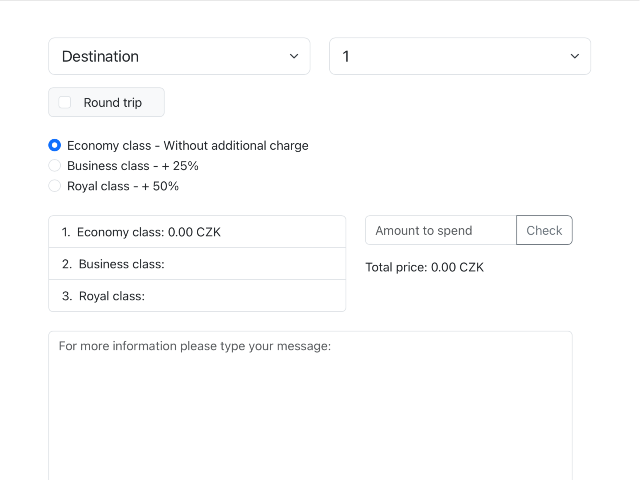 Destination
1
Round trip
Economy class - Without additional charge
Business class - + 25%
Royal class - + 50%
1. Economy class: 0.00 CZK
2. Business class:
3. Royal class:
Amount to spend
Check
Total price: 0.00 CZK
For more information please type your message: